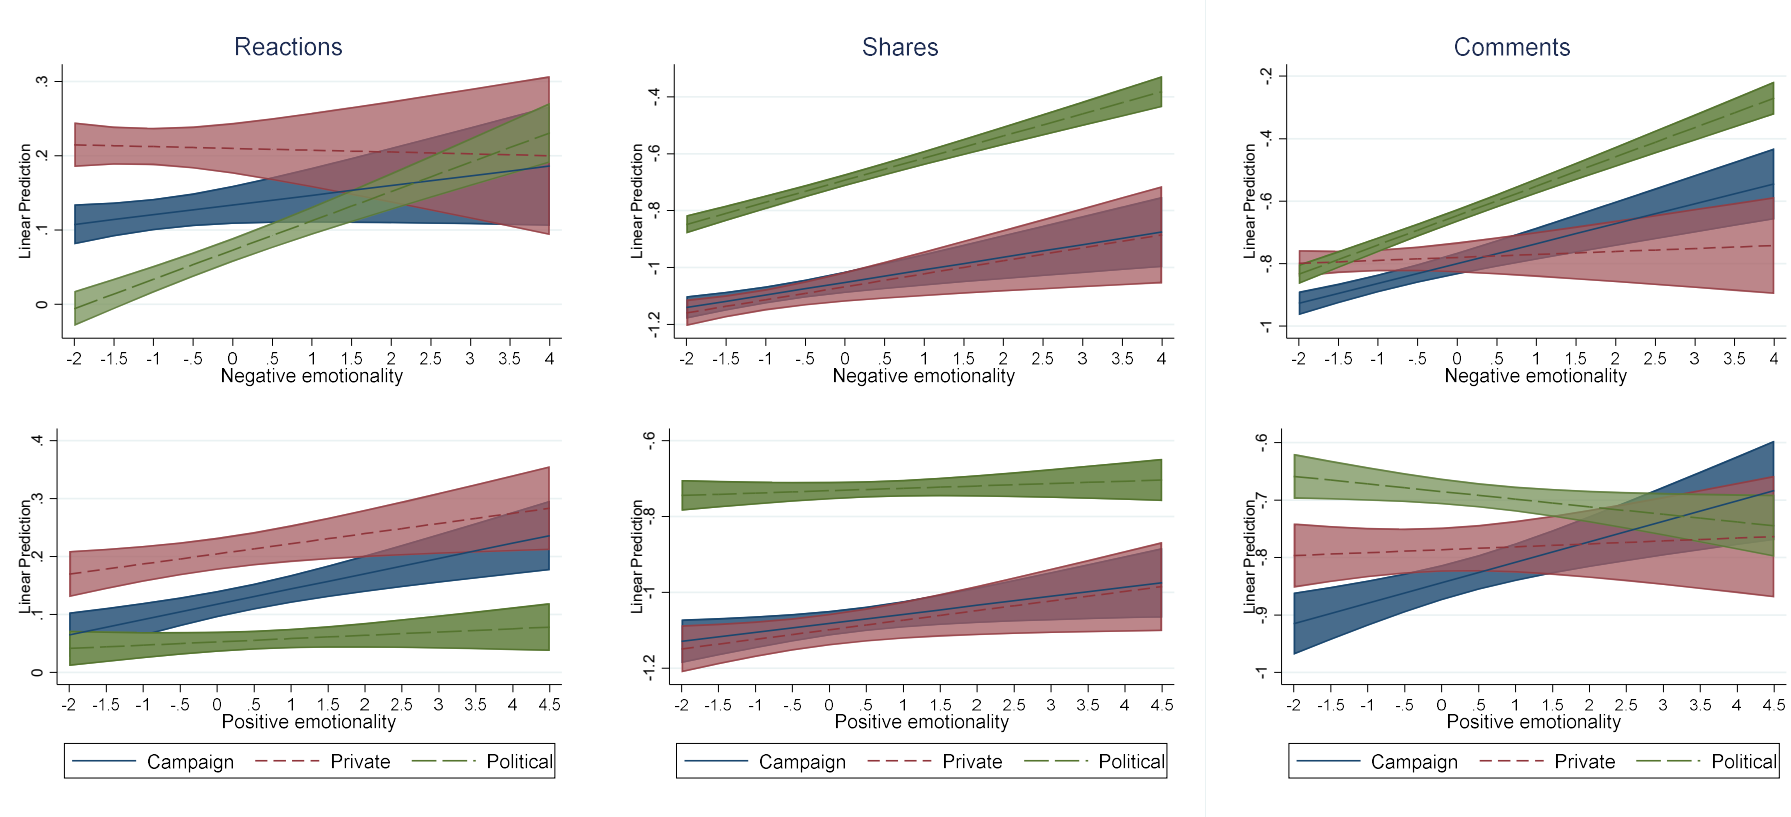 Reactions
Shares
Comments
Linear Prediction
.3
.2
.1
0
-2 -1.5 -1 -.5 0 .5 1 1.5 2 2.5 3 3.5 4
Negative emotionality
Linear Prediction
-.4
-.6
-.8
-1
-1.2
-2 -1.5 -1 -.5 0 .5 1 1.5 2 2.5 3 3.5 4
Negative emotionality
Linear Prediction
-.2
-.4
-.6
-.8
-1
-2 -1.5 -1 -.5 0 .5 1 1.5 2 2.5 3 3.5 4
Negative emotionality
Linear Prediction
.4
.3
.2
.1
0
-2 -1.5 -1 -.5 0 .5 1 1.5 2 2.5 3 3.5 4 4.5
Positive emotionality
Linear Prediction
-.6
-.8
-1
-1.2
-2 -1.5 -1 -.5 0 .5 1 1.5 2 2.5 3 3.5 4 4.5
Positive emotionality
Linear Prediction
-.6
-.7
-.8
-.9
-1
-2 -1.5 -1 -.5 0 .5 1 1.5 2 2.5 3 3.5 4 4.5
Positive emotionality
Campaign Private Political
Campaign Private Political
Campaign Private Political